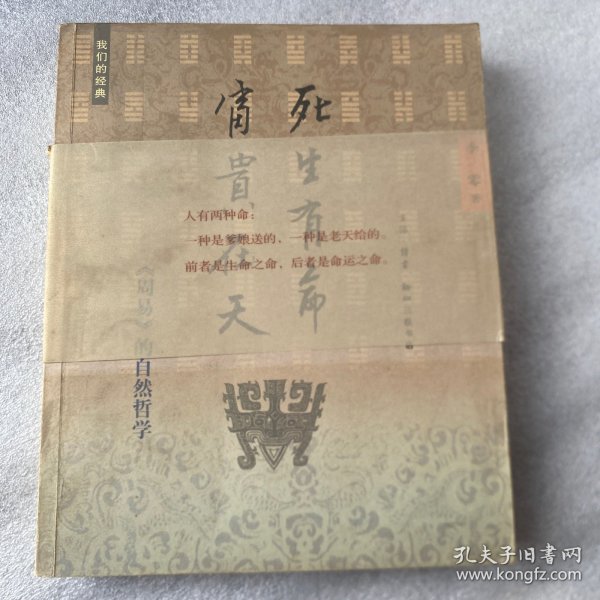 我们的经典
死生有命
富贵在天
李零 著
《周易》的自然哲学
人有两种命：
一种是爹娘送的，一种是老天给的。
前者是生命之命，后者是命运之命。
孔夫子旧书网
www.kongfz.com